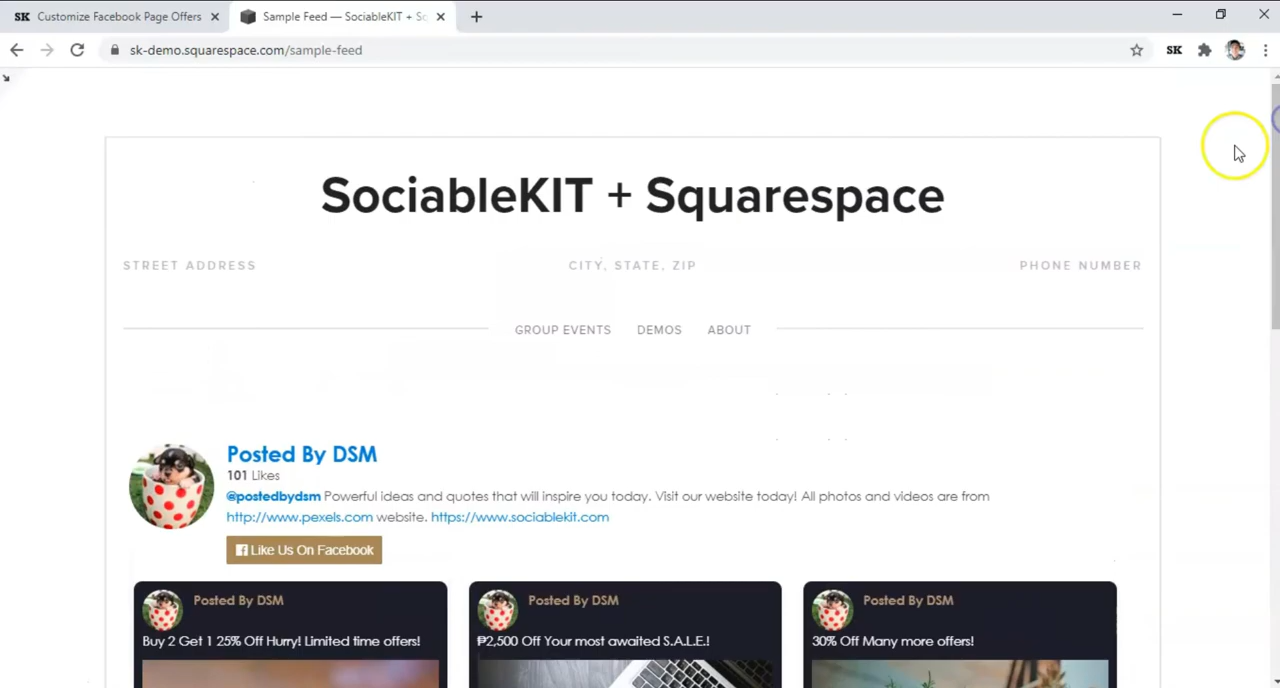 SK Customize Facebook Page Offers
Sample Feed — SociableKIT + Sq
sk-demo.squarespace.com/sample-feed
SK
SociableKIT + Squarespace
STREET ADDRESS
CITY, STATE, ZIP
PHONE NUMBER
GROUP EVENTS DEMOS ABOUT
Posted By DSM
101 Likes
@postedbydsm Powerful ideas and quotes that will inspire you today. Visit our website today! All photos and videos are from
http://www.pexels.com website. https://www.sociablekit.com
Like Us On Facebook
Posted By DSM
Buy 2 Get 1 25% Off Hurry! Limited time offers!
Posted By DSM
₱2,500 Off Your most awaited S.A.L.E.!
Posted By DSM
30% Off Many more offers!